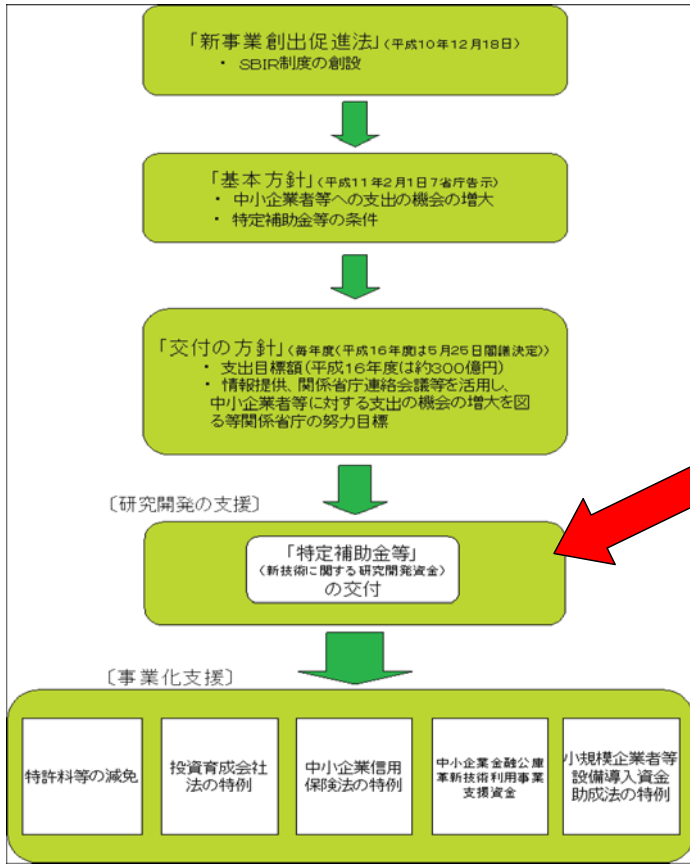 「新事業創出促進法」(平成10年12月18日)
・ SBIR制度の創設
「基本方針」(平成11年2月1日7省庁告示)
・ 中小企業者等への支出の機会の増大
・ 特定補助金等の条件
「交付の方針」(毎年度(平成16年度は5月25日閣議決定))
・ 支出目標額(平成16年度は約300億円)
・ 情報提供、関係省庁連絡会議等を活用し、
中小企業者等に対する支出の機会の増大を図
る等関係省庁の努力目標
〔研究開発の支援〕
「特定補助金等」
(新技術に関する研究開発資金)
の交付
〔事業化支援〕
特許料等の減免
投資育成会社
法の特例
中小企業信用
保険法の特例
中小企業金融公庫
革新技術利用事業
支援資金
小規模企業者等
設備導入資金
助成法の特例